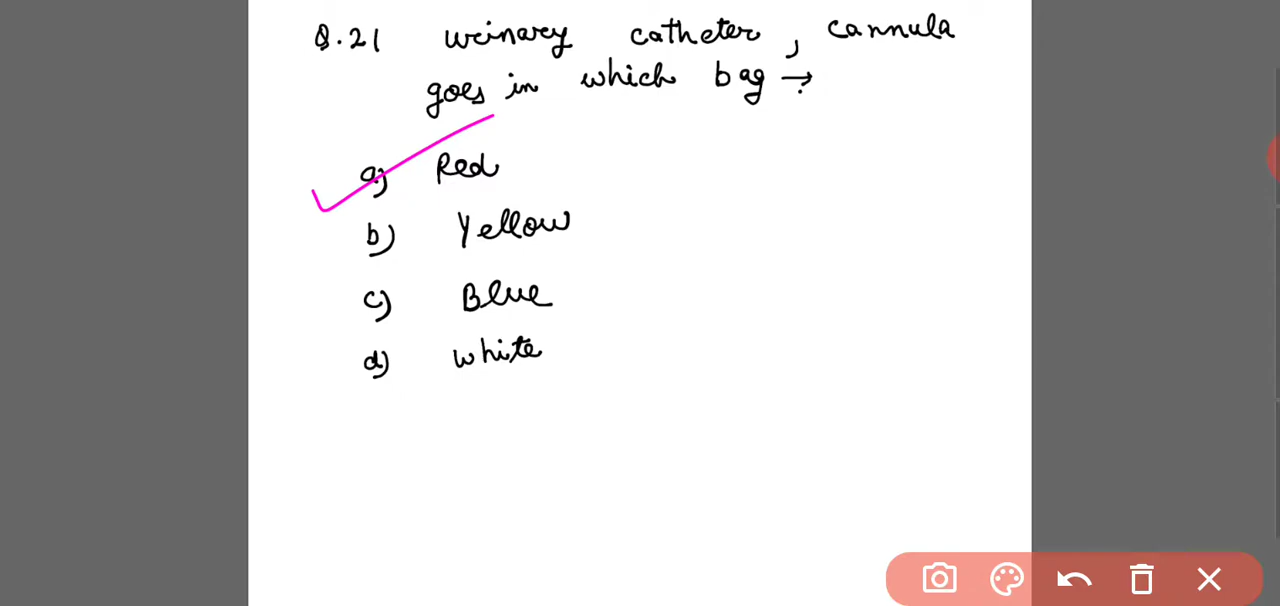 Q.21 urinary catheter, cannula
goes in which bag →
a) Red
b) Yellow
c) Blue
d) white